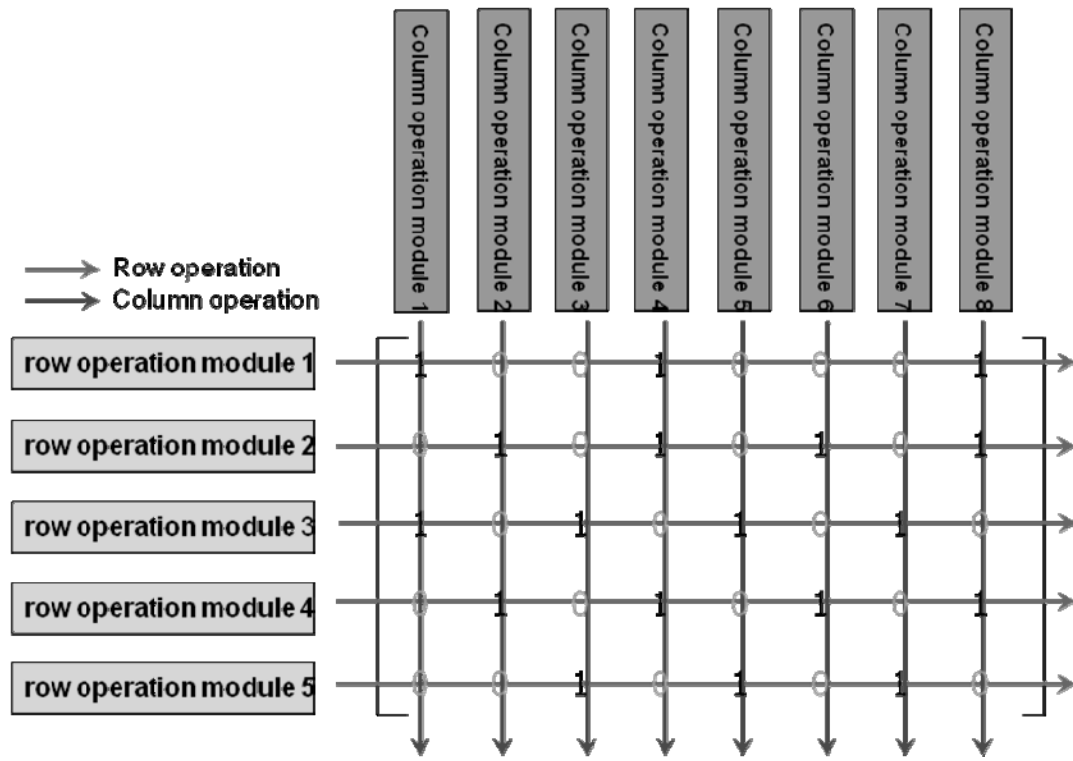 Column operation module 1
Column operation module 2
Column operation module 3
Column operation module 4
Column operation module 5
Column operation module 6
Column operation module 7
Column operation module 8
Row operation
Column operation
row operation module 1
1 0 0 1 0 0 0 1
row operation module 2
0 1 0 1 0 1 0 1
row operation module 3
1 0 1 0 1 0 1 0
row operation module 4
0 1 0 1 0 1 0 1
row operation module 5
0 0 1 0 1 0 1 0